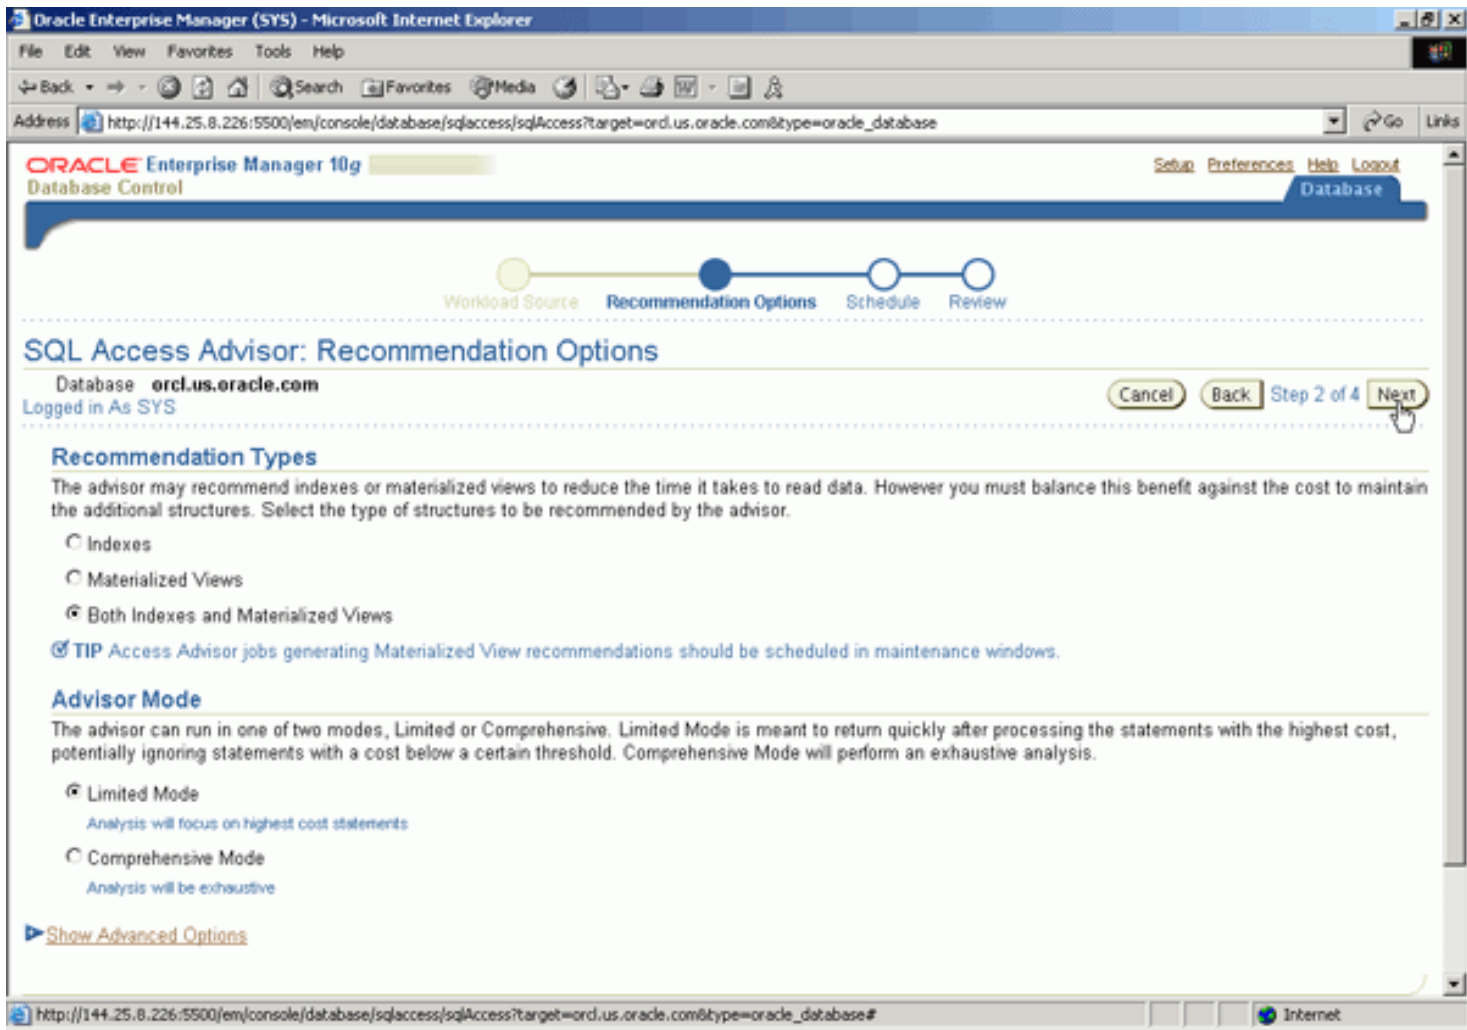 Oracle Enterprise Manager (SYS) - Microsoft Internet Explorer
File Edit View Favorites Tools Help
Back Search Favorites Media
Address http://144.25.8.226:5500/em/console/database/sqlaccess/sqlAccess?target=orcl.us.oracle.com&type=oracle_database Go Links
ORACLE Enterprise Manager 10g
Database Control
Setup Preferences Help Logout
Database
Workload Source Recommendation Options Schedule Review
SQL Access Advisor: Recommendation Options
Database orcl.us.oracle.com
Logged in As SYS
Cancel Back Step 2 of 4 Next
Recommendation Types
The advisor may recommend indexes or materialized views to reduce the time it takes to read data. However you must balance this benefit against the cost to maintain
the additional structures. Select the type of structures to be recommended by the advisor.
Indexes
Materialized Views
Both Indexes and Materialized Views
TIP Access Advisor jobs generating Materialized View recommendations should be scheduled in maintenance windows.
Advisor Mode
The advisor can run in one of two modes, Limited or Comprehensive. Limited Mode is meant to return quickly after processing the statements with the highest cost,
potentially ignoring statements with a cost below a certain threshold. Comprehensive Mode will perform an exhaustive analysis.
Limited Mode
Analysis will focus on highest cost statements
Comprehensive Mode
Analysis will be exhaustive
Show Advanced Options
http://144.25.8.226:5500/em/console/database/sqlaccess/sqlAccess?target=orcl.us.oracle.com&type=oracle_database# Internet